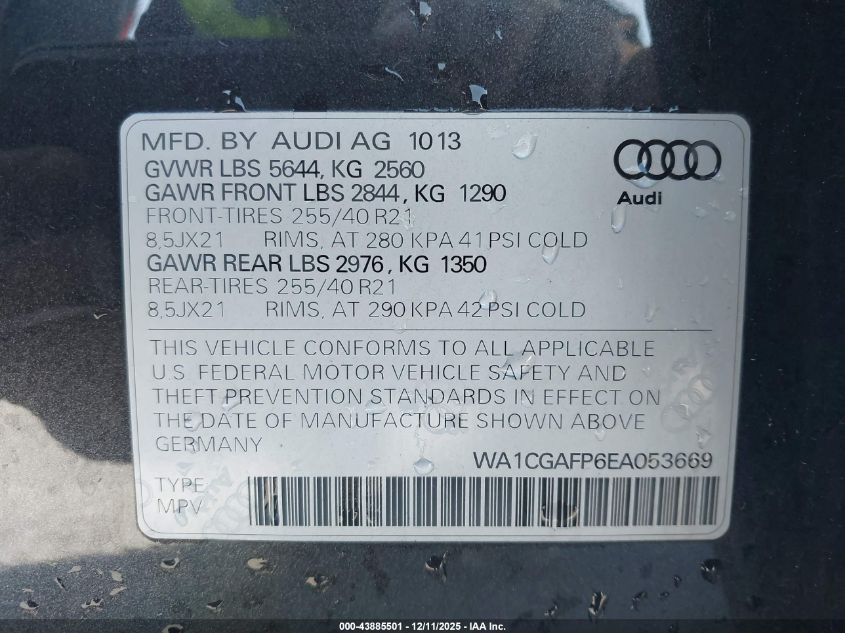 MFD. BY AUDI AG 1013
GVWR LBS 5644, KG 2560
GAWR FRONT LBS 2844, KG 1290
FRONT-TIRES 255/40 R21
8,5JX21 RIMS, AT 280 KPA 41 PSI COLD
GAWR REAR LBS 2976, KG 1350
REAR-TIRES 255/40 R21
8,5JX21 RIMS, AT 290 KPA 42 PSI COLD
Audi
THIS VEHICLE CONFORMS TO ALL APPLICABLE
U.S. FEDERAL MOTOR VEHICLE SAFETY AND
THEFT PREVENTION STANDARDS IN EFFECT ON
THE DATE OF MANUFACTURE SHOWN ABOVE
GERMANY
WA1CGAFP6EA053669
TYPE
MPV
000-43885501 - 12/11/2025 - IAA Inc.